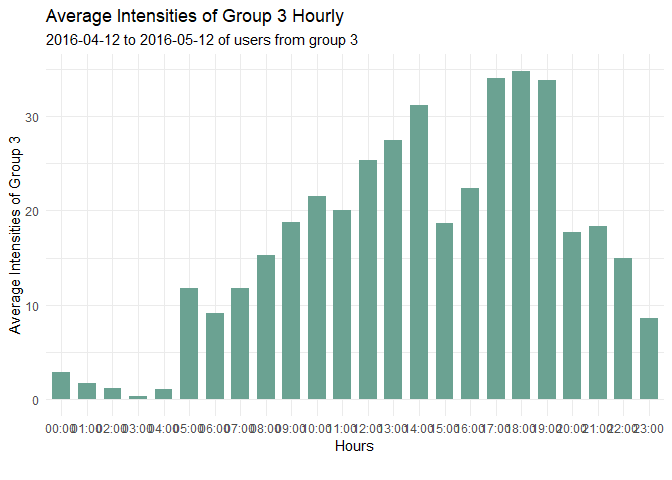 Average Intensities of Group 3 Hourly
2016-04-12 to 2016-05-12 of users from group 3
Average Intensities of Group 3
30
20
10
0
00:00 01:00 02:00 03:00 04:00 05:00 06:00 07:00 08:00 09:00 10:00 11:00 12:00 13:00 14:00 15:00 16:00 17:00 18:00 19:00 20:00 21:00 22:00 23:00
Hours